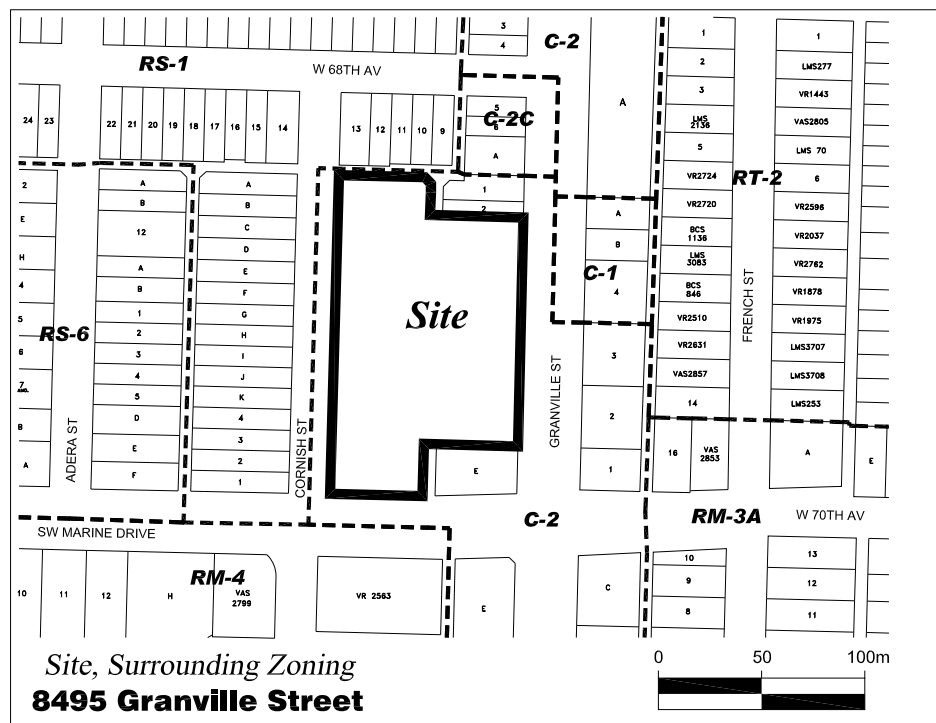 3
4
C-2
1
1
2
LMS277
RS-1
W 68TH AV
3
VR1443
A
5
6
C-2C
LMS
2136
VAS2805
24 23
22 21 20 19 18 17 16 15 14
13 12 11 10 9
A
5
LMS 70
2
A
A
1
VR2724
6
RT-2
B
B
2
VR2720
VR2596
E
C
A
12
D
B
BCS
1136
VR2037
H
A
E
LMS
3083
VR2762
4
B
F
C-1
4
BCS
846
VR1878
FRENCH ST
5
1
G
Site
VR2510
VR1975
RS-6
2
H
VR2631
LMS3707
6
3
I
3
7
AMD.
4
J
VAS2857
LMS3708
5
K
14
LMS253
B
D
4
2
GRANVILLE ST
ADERA ST
CORNISH ST
3
E
2
E
16
VAS
2853
A
E
A
F
1
1
C-2
RM-3A
W 70TH AV
SW MARINE DRIVE
RM-4
10 11 12 H
VAS
2799
VR 2563
E
C
10
9
8
13
12
11
Site, Surrounding Zoning
8495 Granville Street
0 50 100m